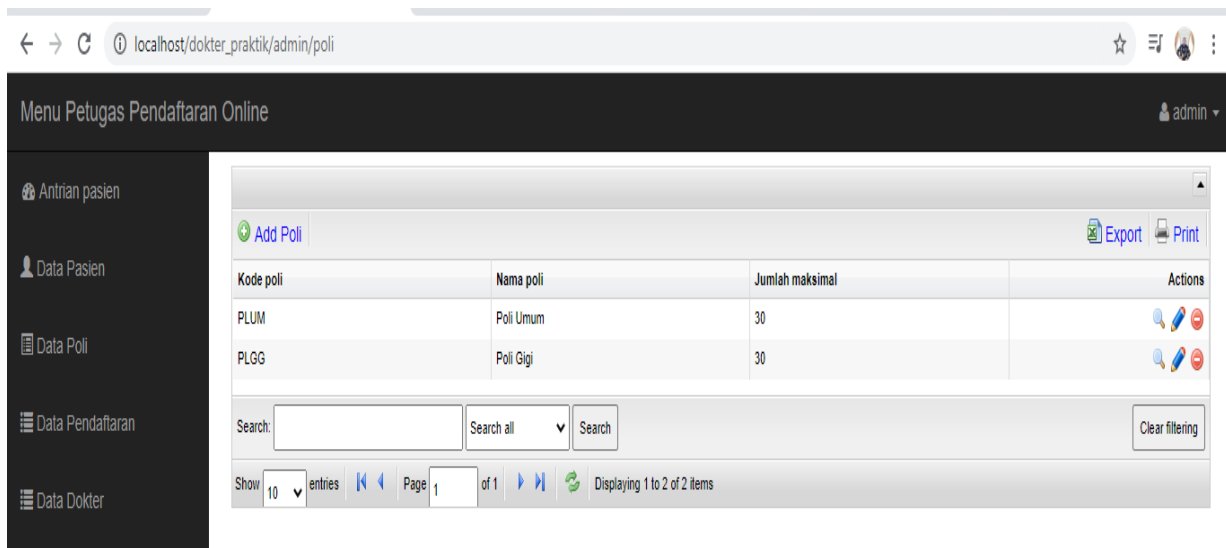 localhost/dokter_praktik/admin/poli
Menu Petugas Pendaftaran Online
admin
Antrian pasien
Data Pasien
Data Poli
Data Pendaftaran
Data Dokter
Add Poli Export Print
Kode poli Nama poli Jumlah maksimal Actions
PLUM Poli Umum 30
PLGG Poli Gigi 30
Search: Search all Search Clear filtering
Show 10 entries Page 1 of 1 Displaying 1 to 2 of 2 items